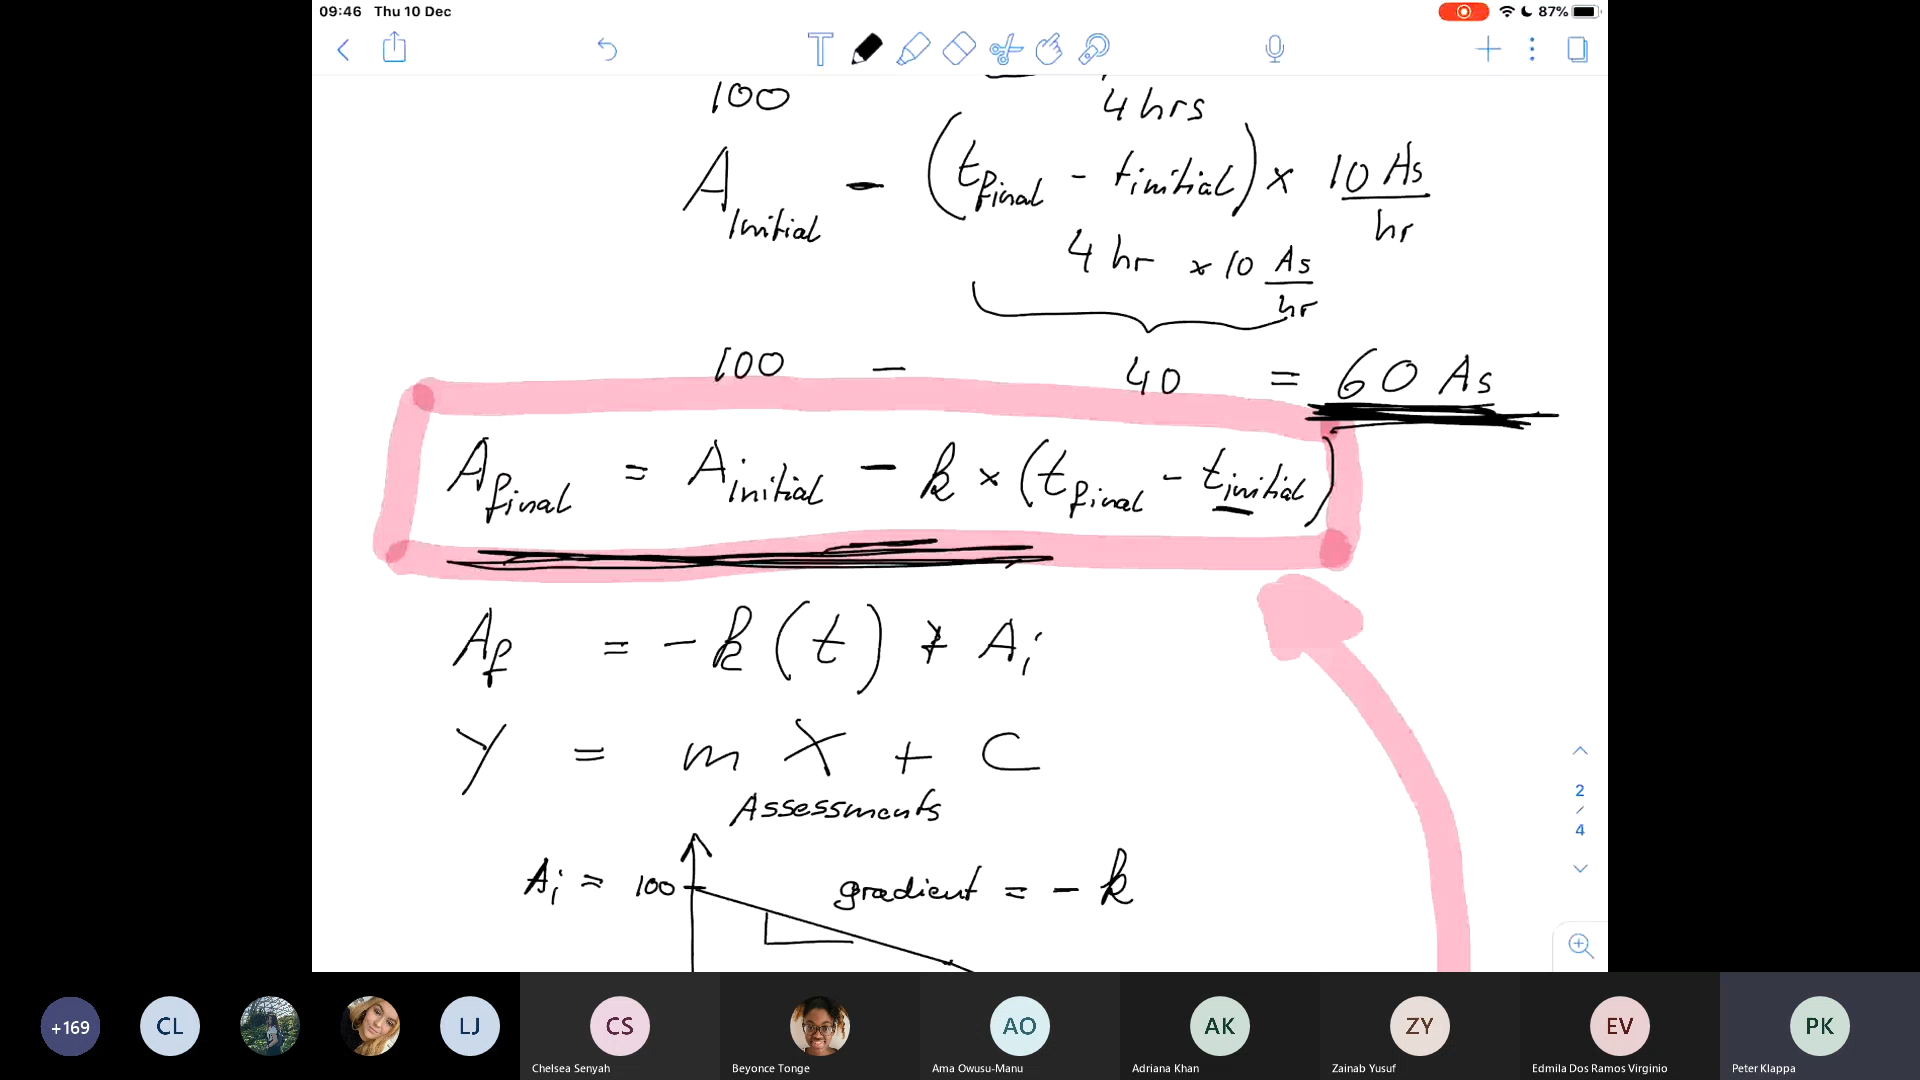 09:46 Thu 10 Dec 87%
T
100 4 hrs
A Initial - (t final - t initial) × 10 As / hr
4 hr × 10 As / hr
100 - 40 = 60 As
A final = A initial - k × (t final - t initial)
Af = - k (t) + Ai
Y = m X + C
Assessments
Ai = 100 gradient = - k
2 / 4
+169 CL LJ CS AO AK ZY EV PK
Chelsea Senyah Beyonce Tonge Ama Owusu-Manu Adriana Khan Zainab Yusuf Edmila Dos Ramos Virginio Peter Klappa